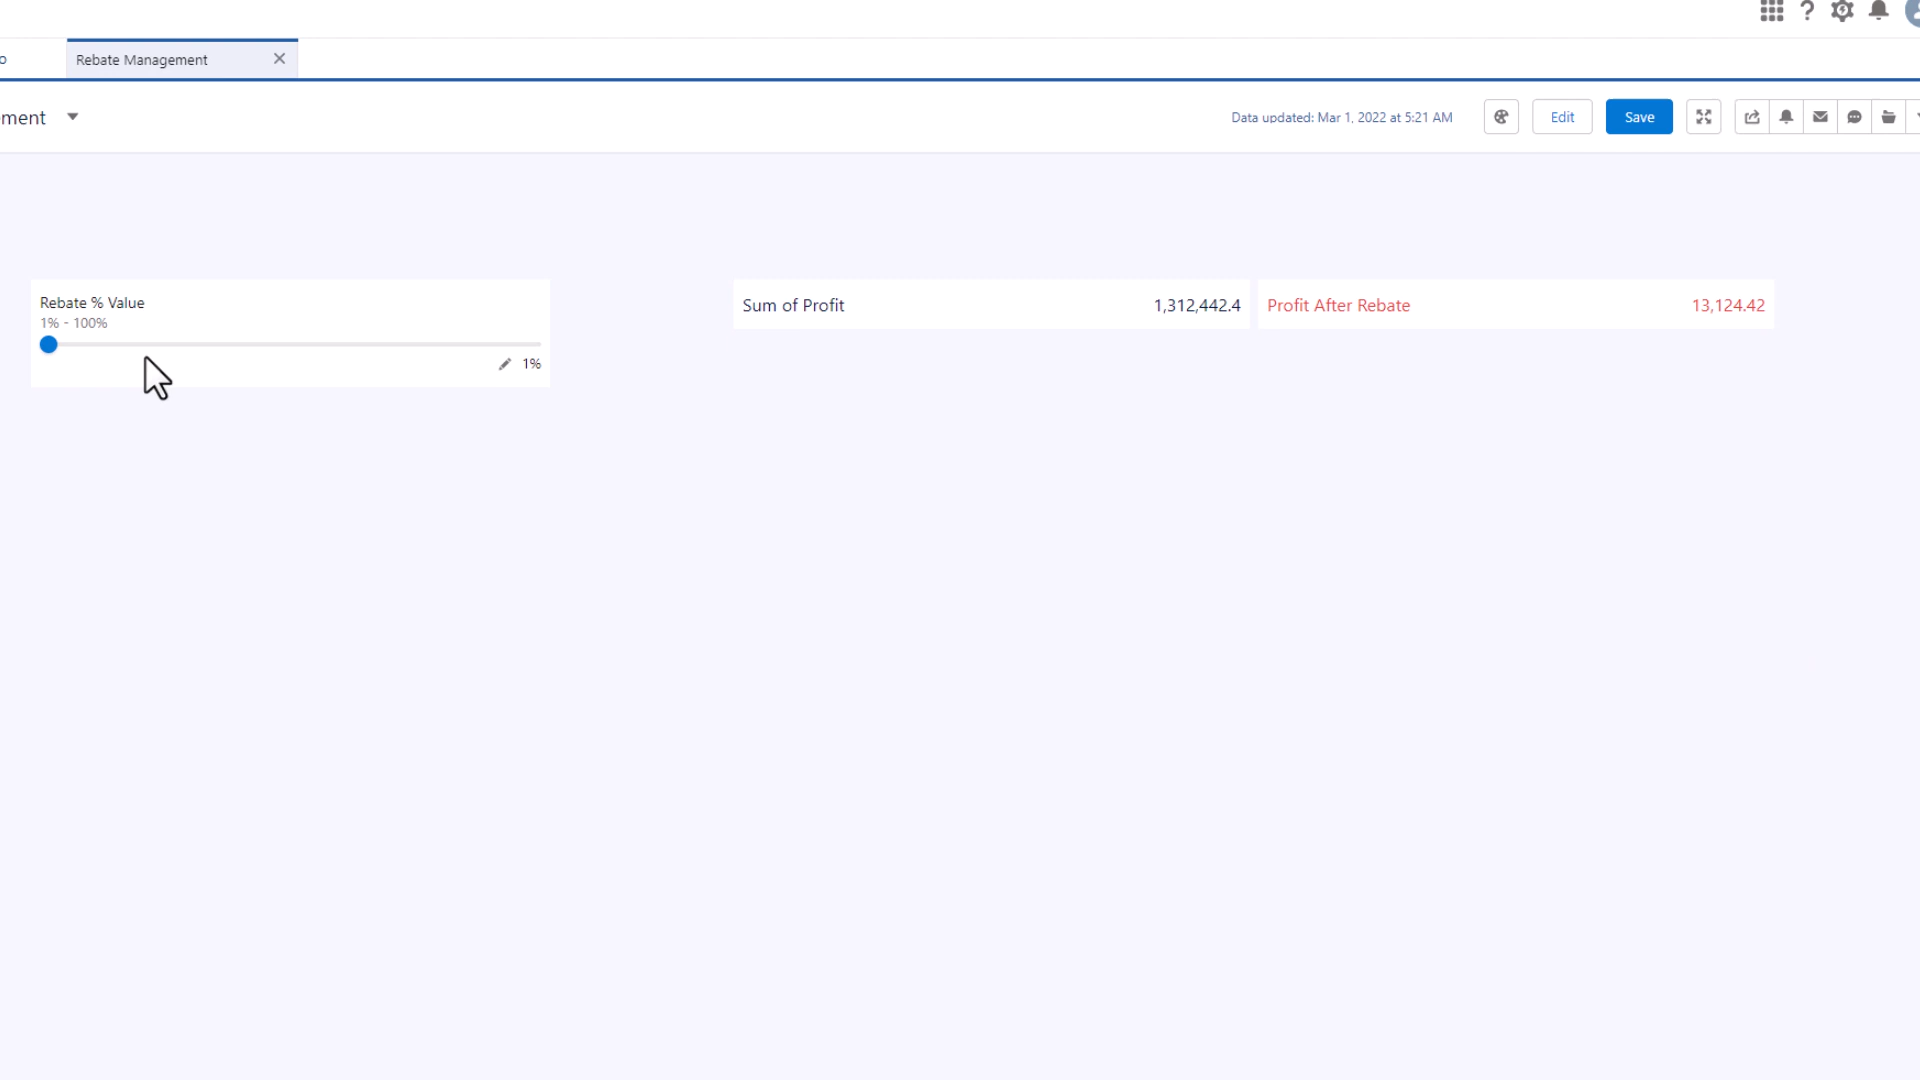 o
Rebate Management
ment
Data updated: Mar 1, 2022 at 5:21 AM
Edit
Save
Rebate % Value
1% - 100%
1%
Sum of Profit
1,312,442.4
Profit After Rebate
13,124.42